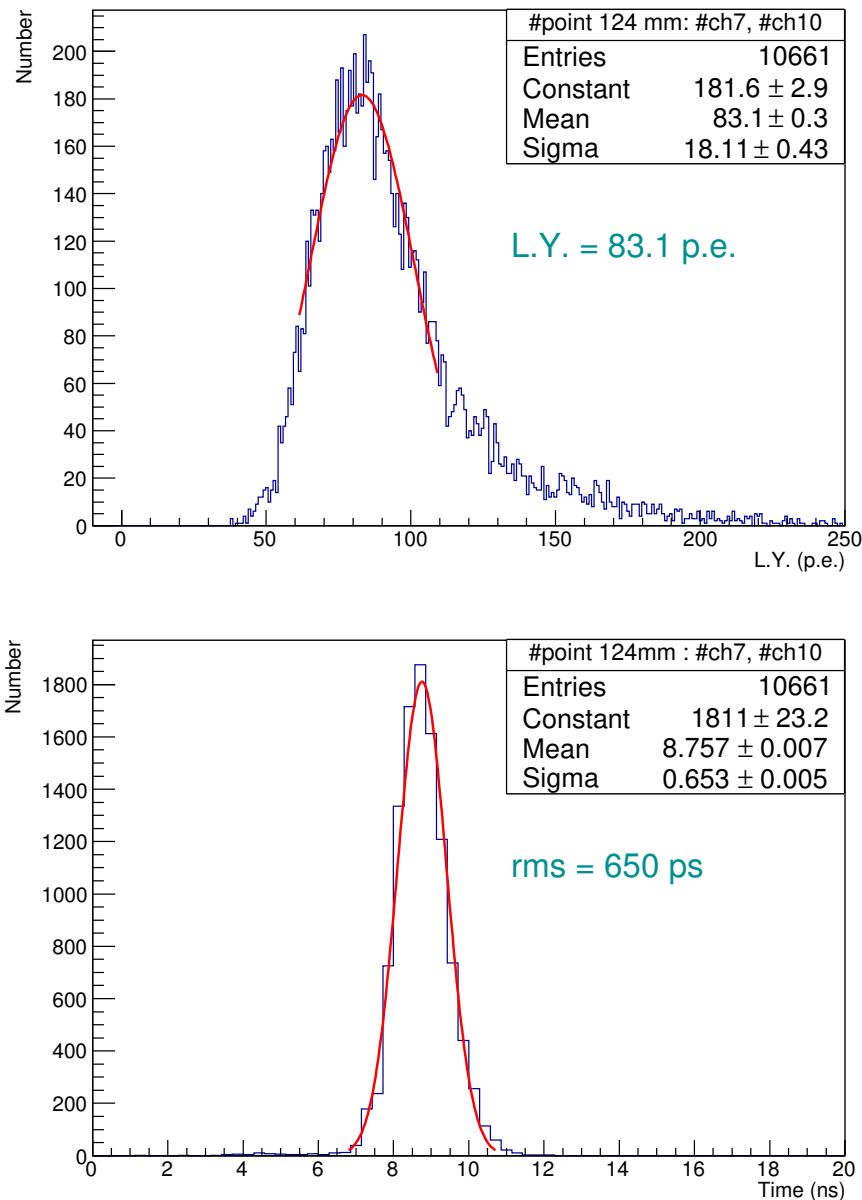 Number
#point 124 mm: #ch7, #ch10
Entries 10661
Constant 181.6 ± 2.9
Mean 83.1 ± 0.3
Sigma 18.11 ± 0.43
L.Y. = 83.1 p.e.
200
180
160
140
120
100
80
60
40
20
0
0 50 100 150 200 250
L.Y. (p.e.)
Number
#point 124mm : #ch7, #ch10
Entries 10661
Constant 1811 ± 23.2
Mean 8.757 ± 0.007
Sigma 0.653 ± 0.005
rms = 650 ps
1800
1600
1400
1200
1000
800
600
400
200
0
0 2 4 6 8 10 12 14 16 18 20
Time (ns)